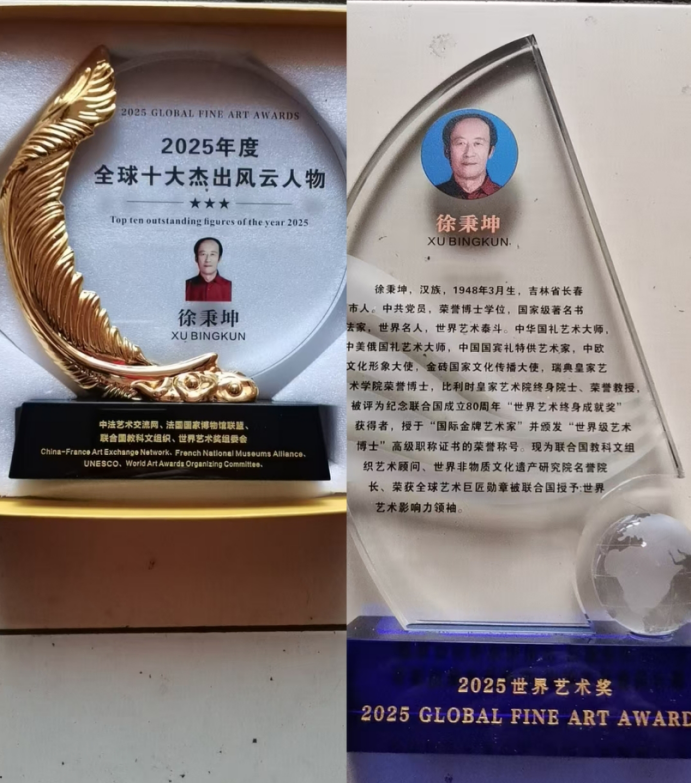 2025 GLOBAL FINE ART AWARDS
2025年度
全球十大杰出风云人物
★★★
Top ten outstanding figures of the year 2025
徐秉坤
XU BINGKUN
中法艺术交流网、法国国家博物馆联盟、
联合国教科文组织、世界艺术奖组委会
China-France Art Exchange Network、French National Museums Alliance、
UNESCO、World Art Awards Organizing Committee、
徐秉坤
XU BINGKUN
徐秉坤，汉族，1948年3月生，吉林省长春
市人。中共党员，荣誉博士学位，国家级著名书
法家，世界名人，世界艺术泰斗。中华国礼艺术大师，
中美俄国礼艺术大师，中国国宾礼特供艺术家，中欧
文化形象大使，金砖国家文化传播大使，瑞典皇家艺
术学院荣誉博士，比利时皇家艺术院终身院士、荣誉教授，
被评为纪念联合国成立80周年“世界艺术终身成就奖”
获得者，授于“国际金牌艺术家”并颁发“世界级艺术
博士”高级职称证书的荣誉称号。现为联合国教科文组
织艺术顾问、世界非物质文化遗产研究院名誉院
长、荣获全球艺术巨匠勋章被联合国授予:世界
艺术影响力领袖。
2025世界艺术奖
2025 GLOBAL FINE ART AWARD